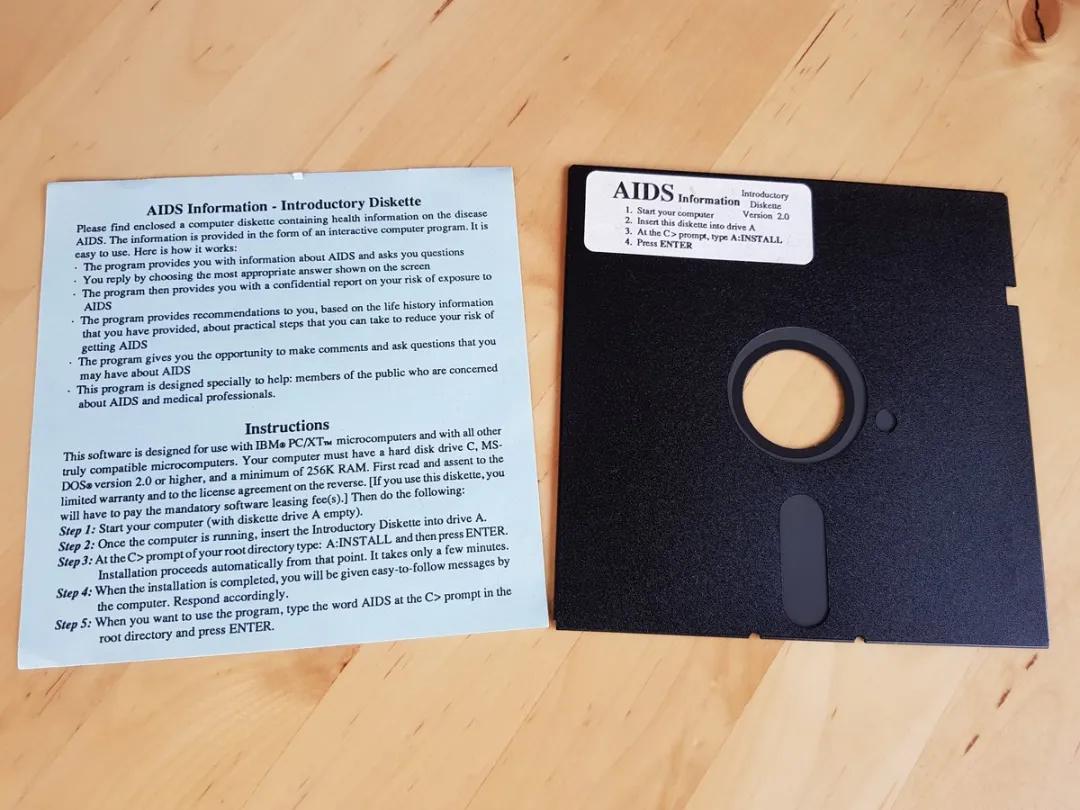 AIDS Information - Introductory Diskette
Please find enclosed a computer diskette containing health information on the disease
AIDS. The information is provided in the form of an interactive computer program. It is
easy to use. Here is how it works:
· The program provides you with information about AIDS and asks you questions
· You reply by choosing the most appropriate answer shown on the screen
· The program then provides you with a confidential report on your risk of exposure to
AIDS
· The program provides recommendations to you, based on the life history information
that you have provided, about practical steps that you can take to reduce your risk of
getting AIDS
· The program gives you the opportunity to make comments and ask questions that you
may have about AIDS
· This program is designed specially to help: members of the public who are concerned
about AIDS and medical professionals.
Instructions
This software is designed for use with IBM® PC/XT™ microcomputers and with all other
truly compatible microcomputers. Your computer must have a hard disk drive C, MS-
DOS® version 2.0 or higher, and a minimum of 256K RAM. First read and assent to the
limited warranty and to the license agreement on the reverse. [If you use this diskette, you
will have to pay the mandatory software leasing fee(s).] Then do the following:
Step 1: Start your computer (with diskette drive A empty).
Step 2: Once the computer is running, insert the Introductory Diskette into drive A.
Step 3: At the C> prompt of your root directory type: A:INSTALL and then press ENTER.
Installation proceeds automatically from that point. It takes only a few minutes.
Step 4: When the installation is completed, you will be given easy-to-follow messages by
the computer. Respond accordingly.
Step 5: When you want to use the program, type the word AIDS at the C> prompt in the
root directory and press ENTER.
AIDS Information
Introductory
Diskette
Version 2.0
1. Start your computer
2. Insert this diskette into drive A
3. At the C> prompt, type A:INSTALL
4. Press ENTER